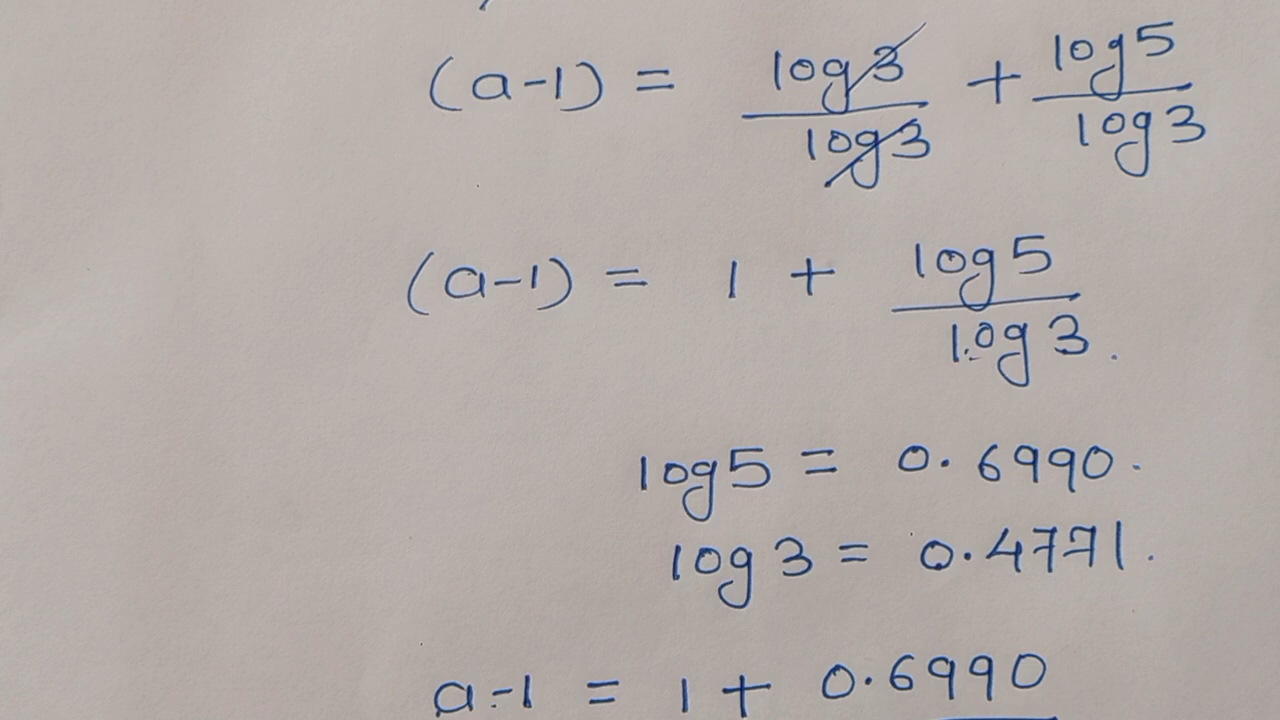 (a-1) = log3/log3 + log5/log3
(a-1) = 1 + log5/log3.
log5 = 0.6990.
log3 = 0.4771.
a-1 = 1 + 0.6990